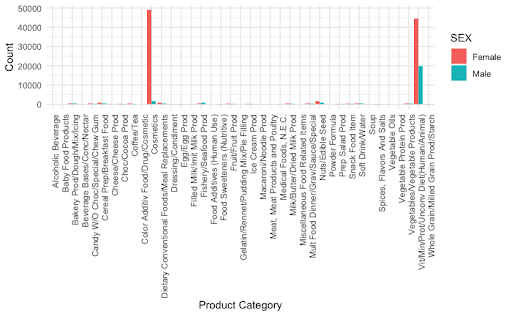 50000
40000
30000
20000
10000
0
Count
Alcoholic Beverage
Baby Food Products
Bakery Prod/Dough/Mix/Icing
Beverage Bases/Conc/Nectar
Candy W/O Choc/Special/Chew Gum
Cereal Prep/Breakfast Food
Cheese/Cheese Prod
Choc/Cocoa Prod
Coffee/Tea
Color Additiv Food/Drug/Cosmetic
Cosmetics
Dietary Conventional Foods/Meal Replacements
Dressing/Condiment
Egg/Egg Prod
Filled Milk/Imit Milk Prod
Fishery/Seafood Prod
Food Additives (Human Use)
Food Sweeteners (Nutritive)
Fruit/Fruit Prod
Gelatin/Rennet/Pudding Mix/Pie Filling
Ice Cream Prod
Macaroni/Noodle Prod
Meat, Meat Products and Poultry
Medical Foods, N.E.C.
Milk/Butter/Dried Milk Prod
Miscellaneous Food Related Items
Mult Food Dinner/Grav/Sauce/Special
Nuts/Edible Seed
Powder Formula
Prep Salad Prod
Snack Food Item
Soft Drink/Water
Soup
Spices, Flavors And Salts
Vegetable Oils
Vegetable Protein Prod
Vegetables/Vegetable Products
Vit/Min/Prot/Unconv Diet(Human/Animal)
Whole Grain/Milled Grain Prod/Starch
Product Category
SEX
Female
Male